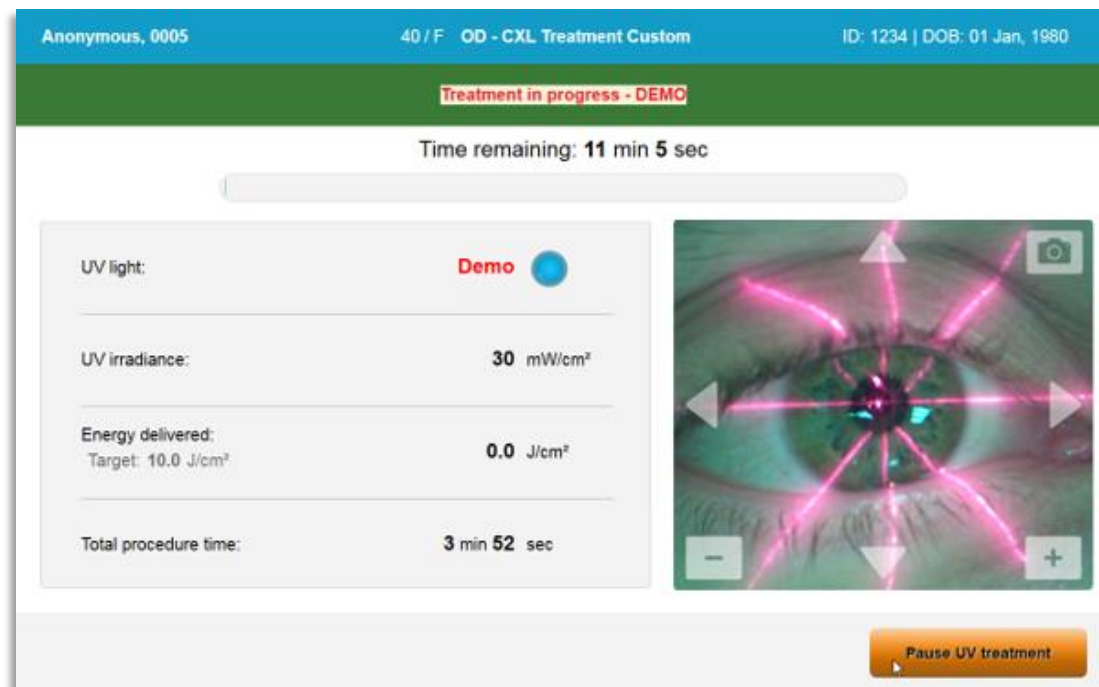 Anonymous, 0005 40 / F OD - CXL Treatment Custom ID: 1234 | DOB: 01 Jan, 1980
Treatment in progress - DEMO
Time remaining: 11 min 5 sec
UV light: Demo
UV irradiance: 30 mW/cm²
Energy delivered: 0.0 J/cm²
Target: 10.0 J/cm²
Total procedure time: 3 min 52 sec
Pause UV treatment